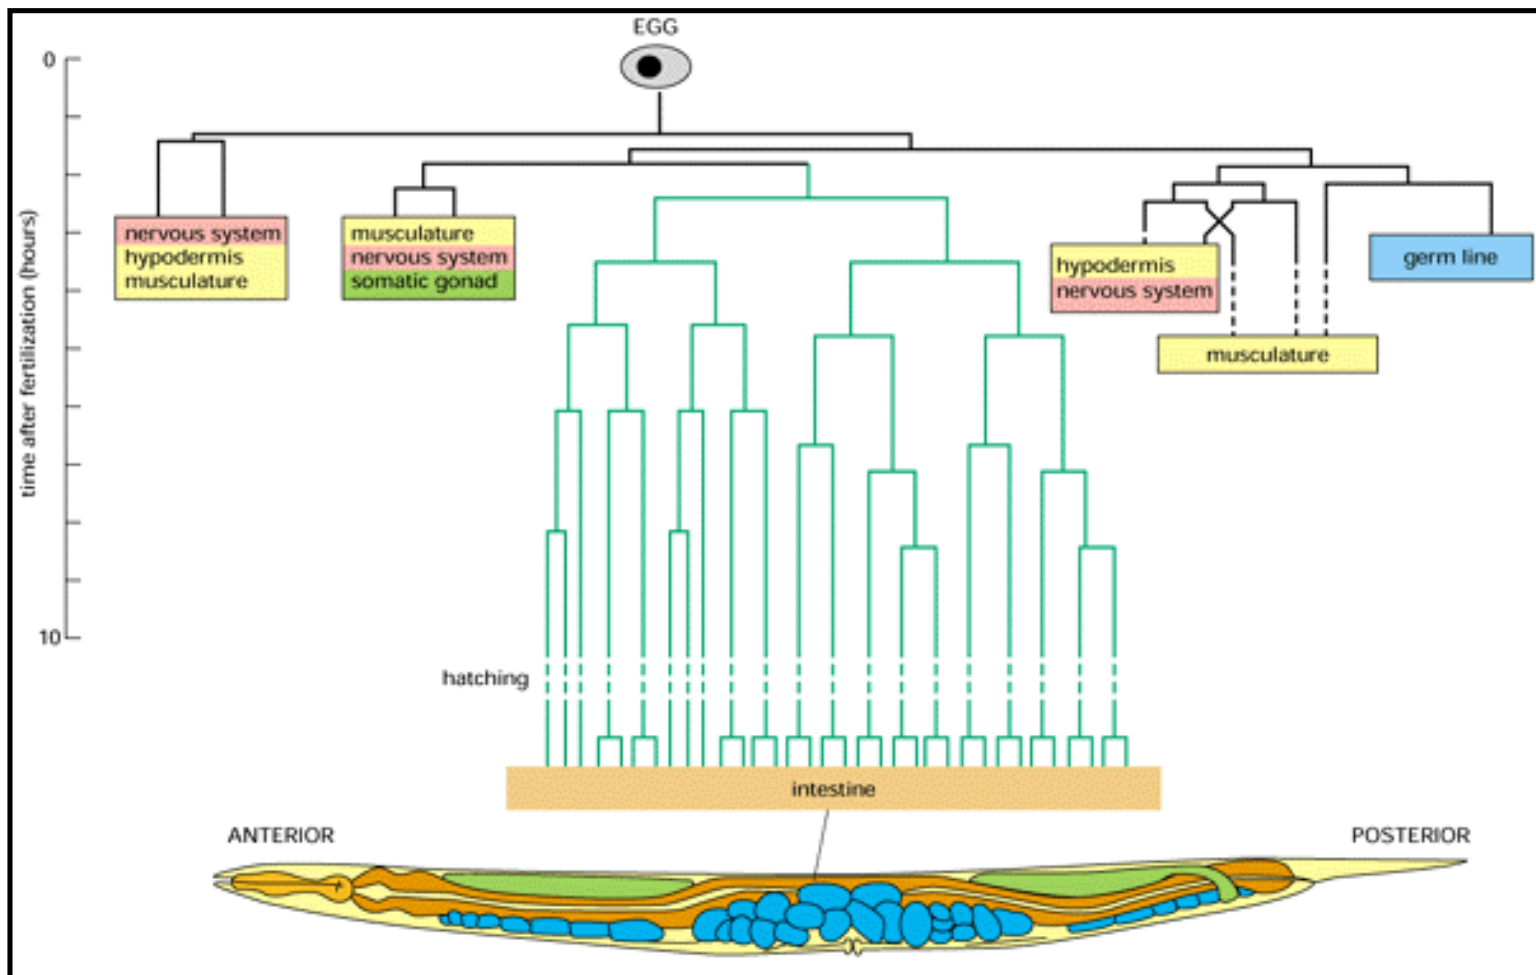 EGG
0
time after fertilization (hours)
nervous system
hypodermis
musculature
musculature
nervous system
somatic gonad
hypodermis
nervous system
germ line
musculature
10
hatching
intestine
ANTERIOR
POSTERIOR